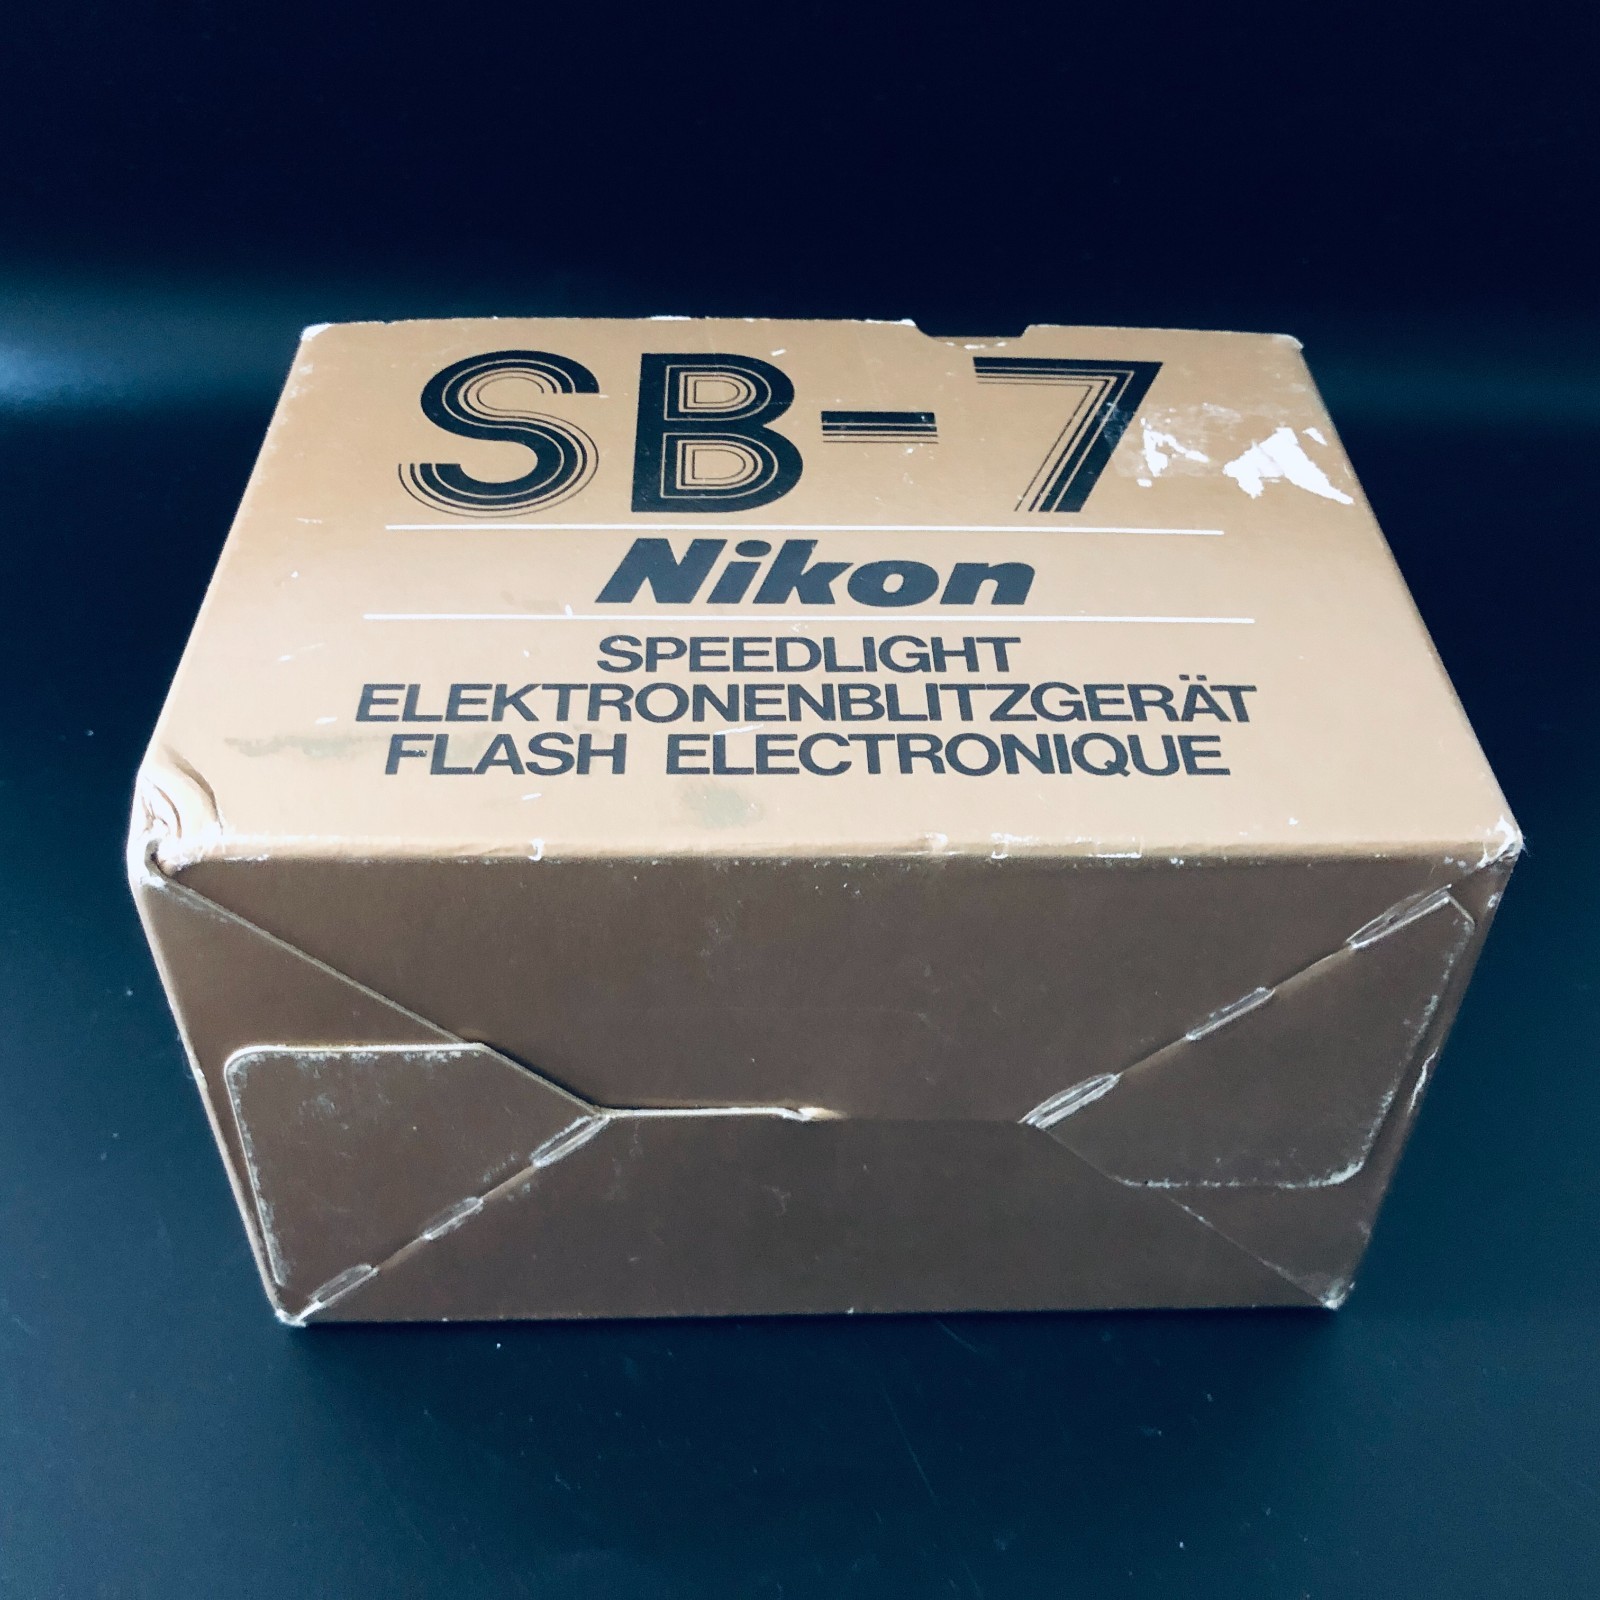 SB-7
Nikon
SPEEDLIGHT
ELEKTRONENBLITZGERÄT
FLASH ELECTRONIQUE